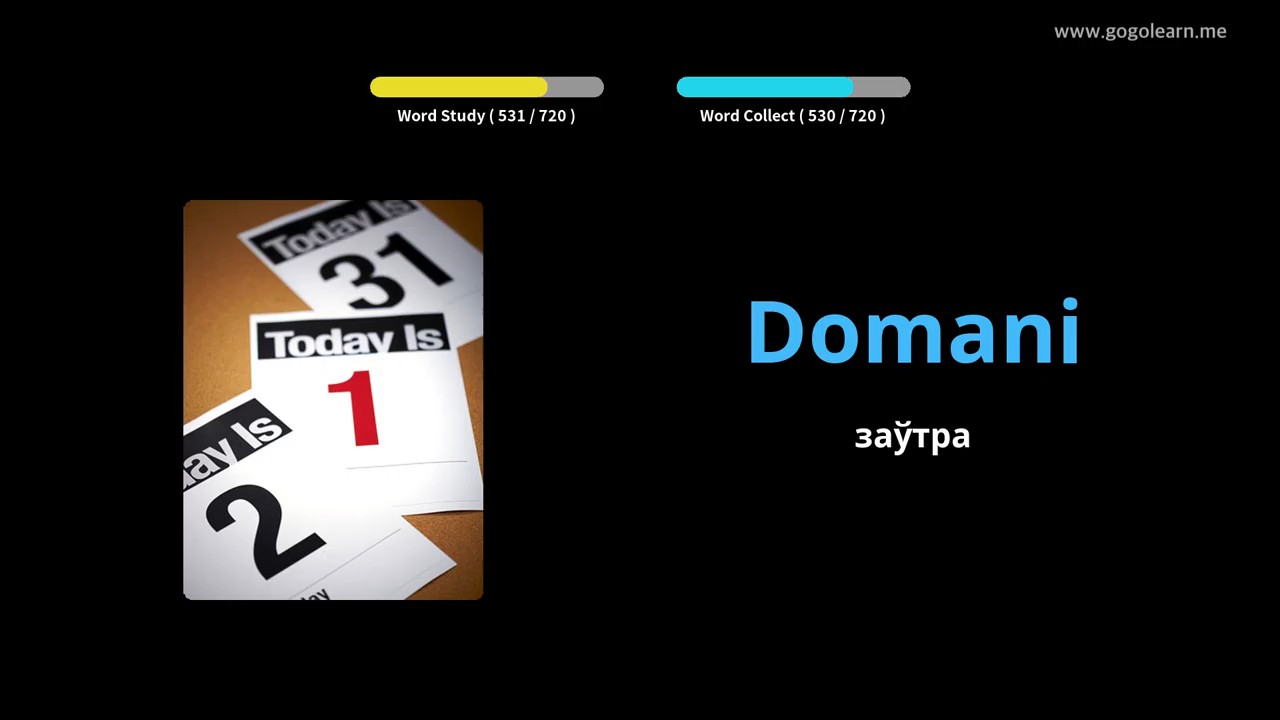 www.gogolearn.me
Word Study ( 531 / 720 )
Word Collect ( 530 / 720 )
Today Is
31
Today Is
1
Is
2
Domani
заўтра